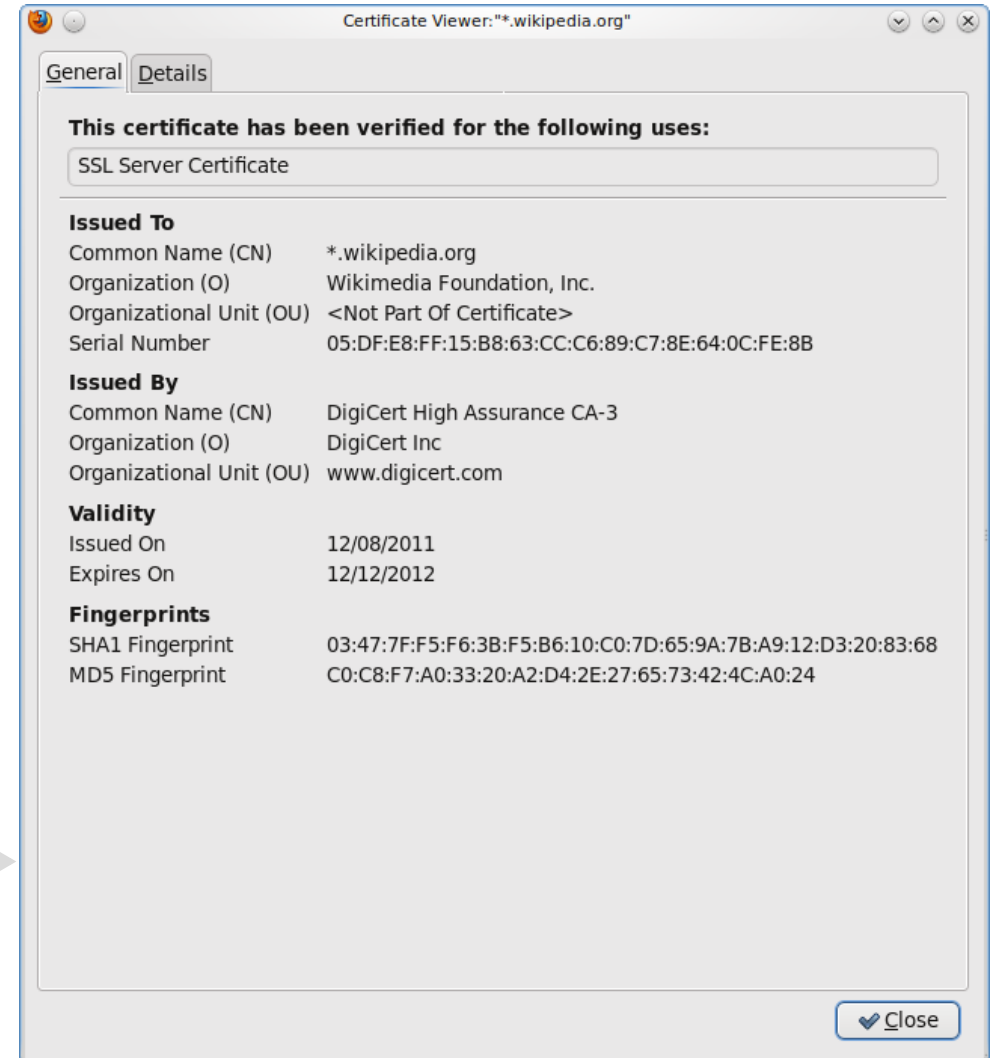 Certificate Viewer:"*.wikipedia.org"
General Details
This certificate has been verified for the following uses:
SSL Server Certificate
Issued To
Common Name (CN) *.wikipedia.org
Organization (O) Wikimedia Foundation, Inc.
Organizational Unit (OU) <Not Part Of Certificate>
Serial Number 05:DF:E8:FF:15:B8:63:CC:C6:89:C7:8E:64:0C:FE:8B
Issued By
Common Name (CN) DigiCert High Assurance CA-3
Organization (O) DigiCert Inc
Organizational Unit (OU) www.digicert.com
Validity
Issued On 12/08/2011
Expires On 12/12/2012
Fingerprints
SHA1 Fingerprint 03:47:7F:F5:F6:3B:F5:B6:10:C0:7D:65:9A:7B:A9:12:D3:20:83:68
MD5 Fingerprint C0:C8:F7:A0:33:20:A2:D4:2E:27:65:73:42:4C:A0:24
Close